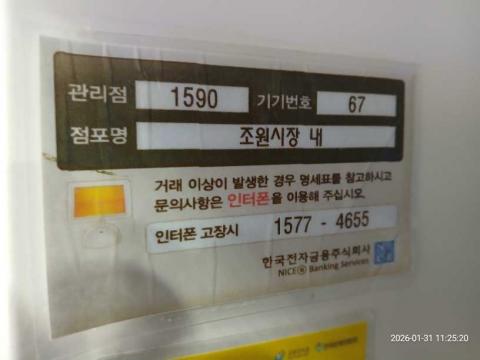 관리점 1590 기기번호 67
점포명 조원시장 내
거래 이상이 발생한 경우 명세표를 참고하시고
문의사항은 인터폰을 이용해 주십시오.
인터폰 고장시 1577 - 4655
한국전자금융주식회사
NICE® Banking Services
2026-01-31 11:25:20